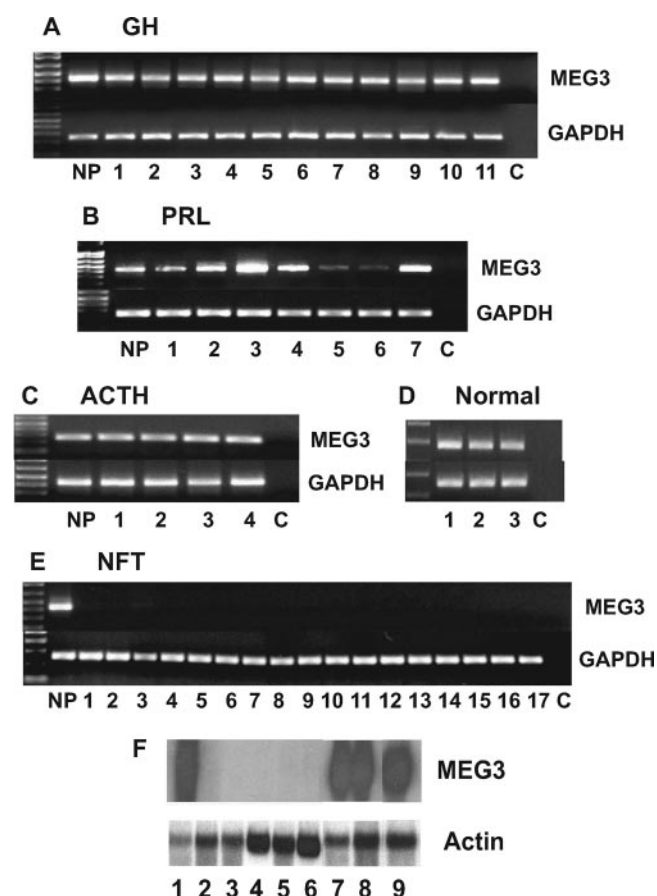 A GH
MEG3
GAPDH
NP 1 2 3 4 5 6 7 8 9 10 11 C
B PRL
MEG3
GAPDH
NP 1 2 3 4 5 6 7 C
C ACTH
MEG3
GAPDH
NP 1 2 3 4 C
D Normal
1 2 3 C
E NFT
MEG3
GAPDH
NP 1 2 3 4 5 6 7 8 9 10 11 12 13 14 15 16 17 C
F
MEG3
Actin
1 2 3 4 5 6 7 8 9